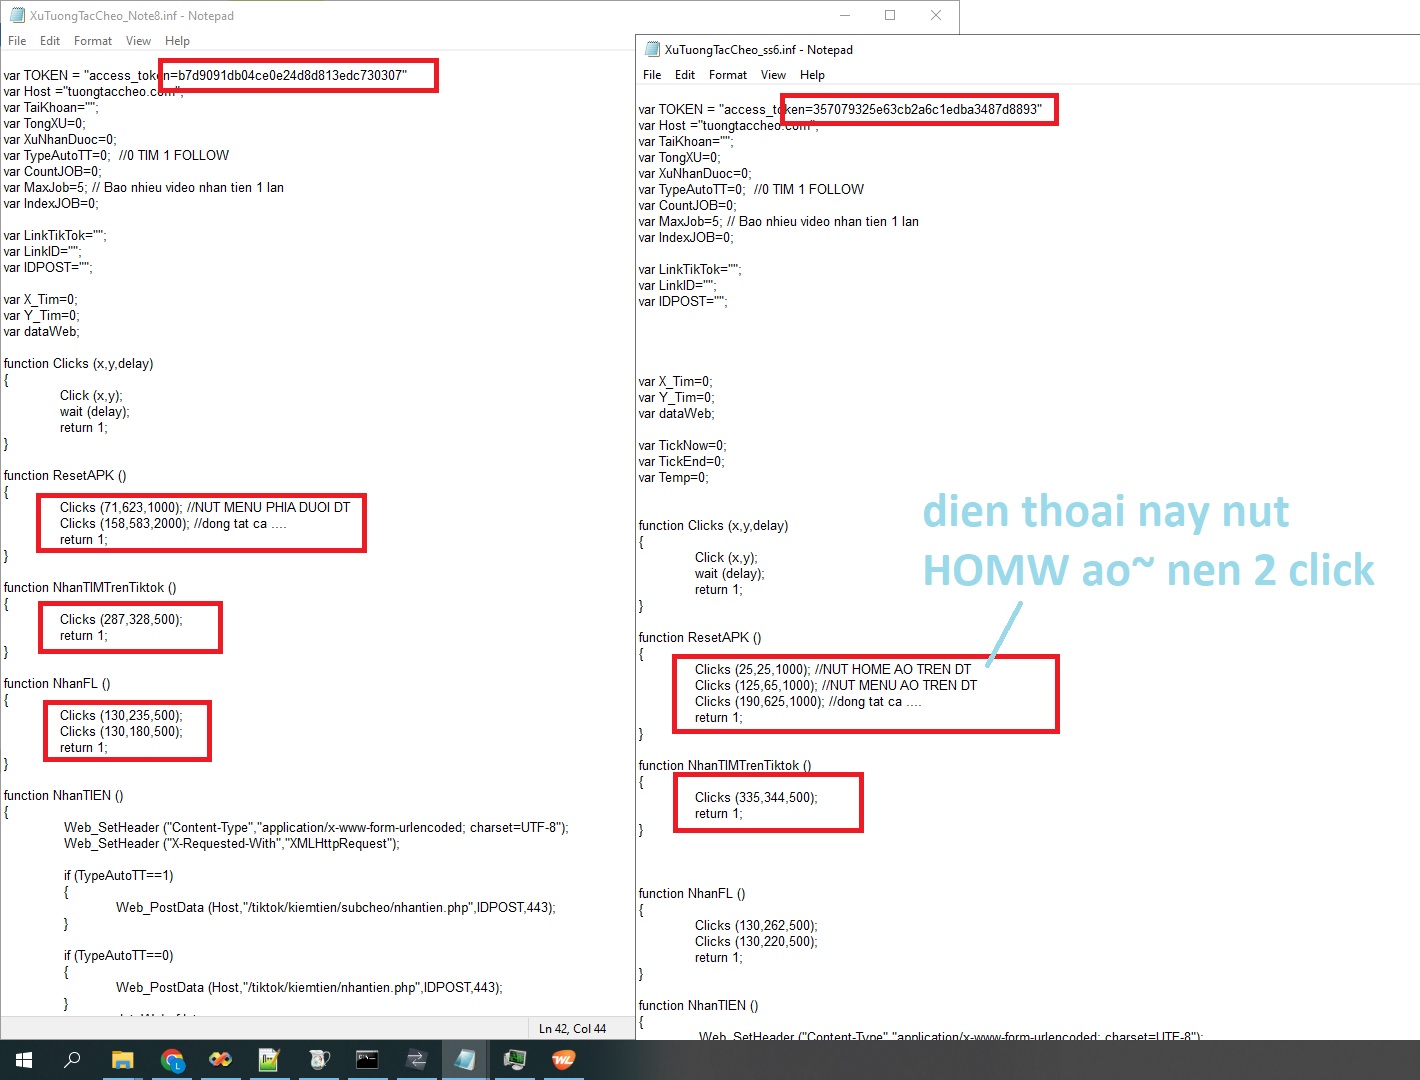 XuTuongTacCheo_Note8.inf - Notepad
File Edit Format View Help
var TOKEN = "access_token=b7d9091db04ce0e24d8d813edc730307"
var Host ="tuongtaccheo.com";
var TaiKhoan="";
var TongXU=0;
var XuNhanDuoc=0;
var TypeAutoTT=0; //0 TIM 1 FOLLOW
var CountJOB=0;
var MaxJob=5; // Bao nhieu video nhan tien 1 lan
var IndexJOB=0;
var LinkTikTok="";
var LinkID="";
var IDPOST="";
var X_Tim=0;
var Y_Tim=0;
var dataWeb;
function Clicks (x,y,delay)
{
Click (x,y);
wait (delay);
return 1;
}
function ResetAPK ()
{
Clicks (71,623,1000); //NUT MENU PHIA DUOI DT
Clicks (158,583,2000); //dong tat ca ....
return 1;
}
function NhanTIMTrenTiktok ()
{
Clicks (287,328,500);
return 1;
}
function NhanFL ()
{
Clicks (130,235,500);
Clicks (130,180,500);
return 1;
}
function NhanTIEN ()
{
Web_SetHeader ("Content-Type","application/x-www-form-urlencoded; charset=UTF-8");
Web_SetHeader ("X-Requested-With","XMLHttpRequest");
if (TypeAutoTT==1)
{
Web_PostData (Host,"/tiktok/kiemtien/subcheo/nhantien.php",IDPOST,443);
}
if (TypeAutoTT==0)
{
Web_PostData (Host,"/tiktok/kiemtien/nhantien.php",IDPOST,443);
}
Ln 42, Col 44
XuTuongTacCheo_ss6.inf - Notepad
File Edit Format View Help
var TOKEN = "access_token=357079325e63cb2a6c1edba3487d8893"
var Host ="tuongtaccheo.com";
var TaiKhoan="";
var TongXU=0;
var XuNhanDuoc=0;
var TypeAutoTT=0; //0 TIM 1 FOLLOW
var CountJOB=0;
var MaxJob=5; // Bao nhieu video nhan tien 1 lan
var IndexJOB=0;
var LinkTikTok="";
var LinkID="";
var IDPOST="";
var X_Tim=0;
var Y_Tim=0;
var dataWeb;
var TickNow=0;
var TickEnd=0;
var Temp=0;
function Clicks (x,y,delay)
{
Click (x,y);
wait (delay);
return 1;
}
dien thoai nay nut
HOMW ao~ nen 2 click
function ResetAPK ()
{
Clicks (25,25,1000); //NUT HOME AO TREN DT
Clicks (125,65,1000); //NUT MENU AO TREN DT
Clicks (190,625,1000); //dong tat ca ....
return 1;
}
function NhanTIMTrenTiktok ()
{
Clicks (335,344,500);
return 1;
}
function NhanFL ()
{
Clicks (130,262,500);
Clicks (130,220,500);
return 1;
}
function NhanTIEN ()
{
Web_SetHeader ("Content-Type","application/x-www-form-urlencoded; charset=UTF-8");